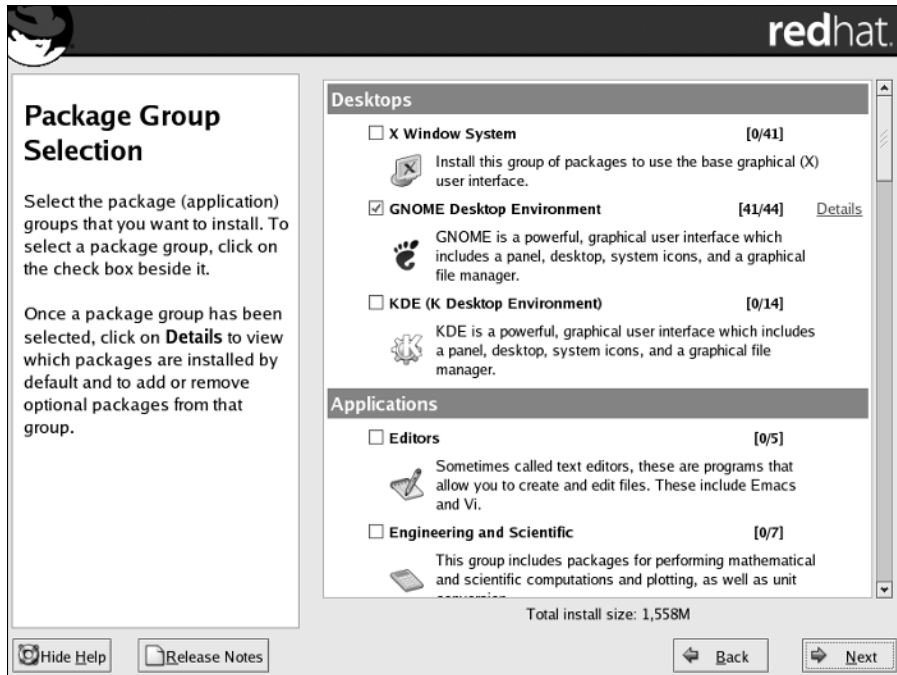 redhat.
Package Group
Selection
Select the package (application)
groups that you want to install. To
select a package group, click on
the check box beside it.
Once a package group has been
selected, click on Details to view
which packages are installed by
default and to add or remove
optional packages from that
group.
Desktops
X Window System [0/41]
Install this group of packages to use the base graphical (X)
user interface.
GNOME Desktop Environment [41/44] Details
GNOME is a powerful, graphical user interface which
includes a panel, desktop, system icons, and a graphical
file manager.
KDE (K Desktop Environment) [0/14]
KDE is a powerful, graphical user interface which includes
a panel, desktop, system icons, and a graphical file
manager.
Applications
Editors [0/5]
Sometimes called text editors, these are programs that
allow you to create and edit files. These include Emacs
and Vi.
Engineering and Scientific [0/7]
This group includes packages for performing mathematical
and scientific computations and plotting, as well as unit
Total install size: 1,558M
Hide Help
Release Notes
Back
Next